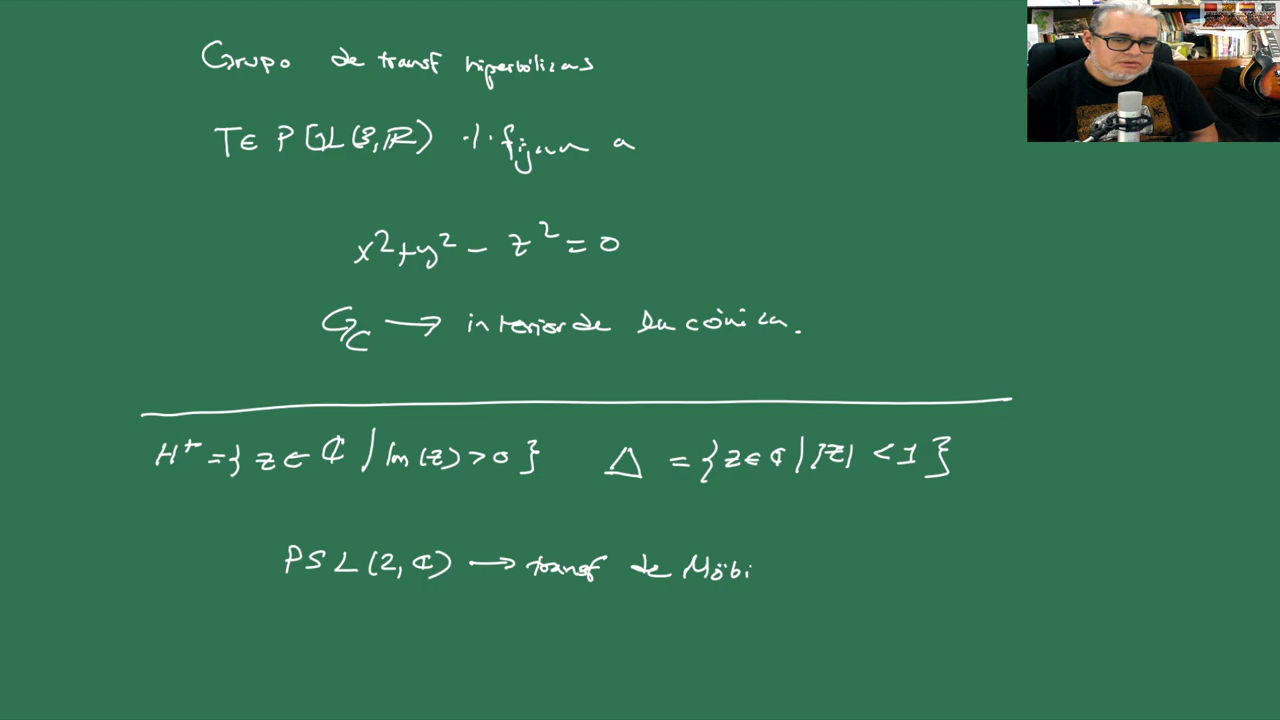 Grupo de transf hiperbólicas
T∈ P[GL(3,ℝ) ·/· fijan a
x²+y² - z² = 0
G_C → interior de la cónica.
H⁺ = { z ∈ ℂ / Im(z) > 0 } Δ = { z ∈ ℂ / |z| < 1 }
PSL(2,ℂ) → transf de Möbi